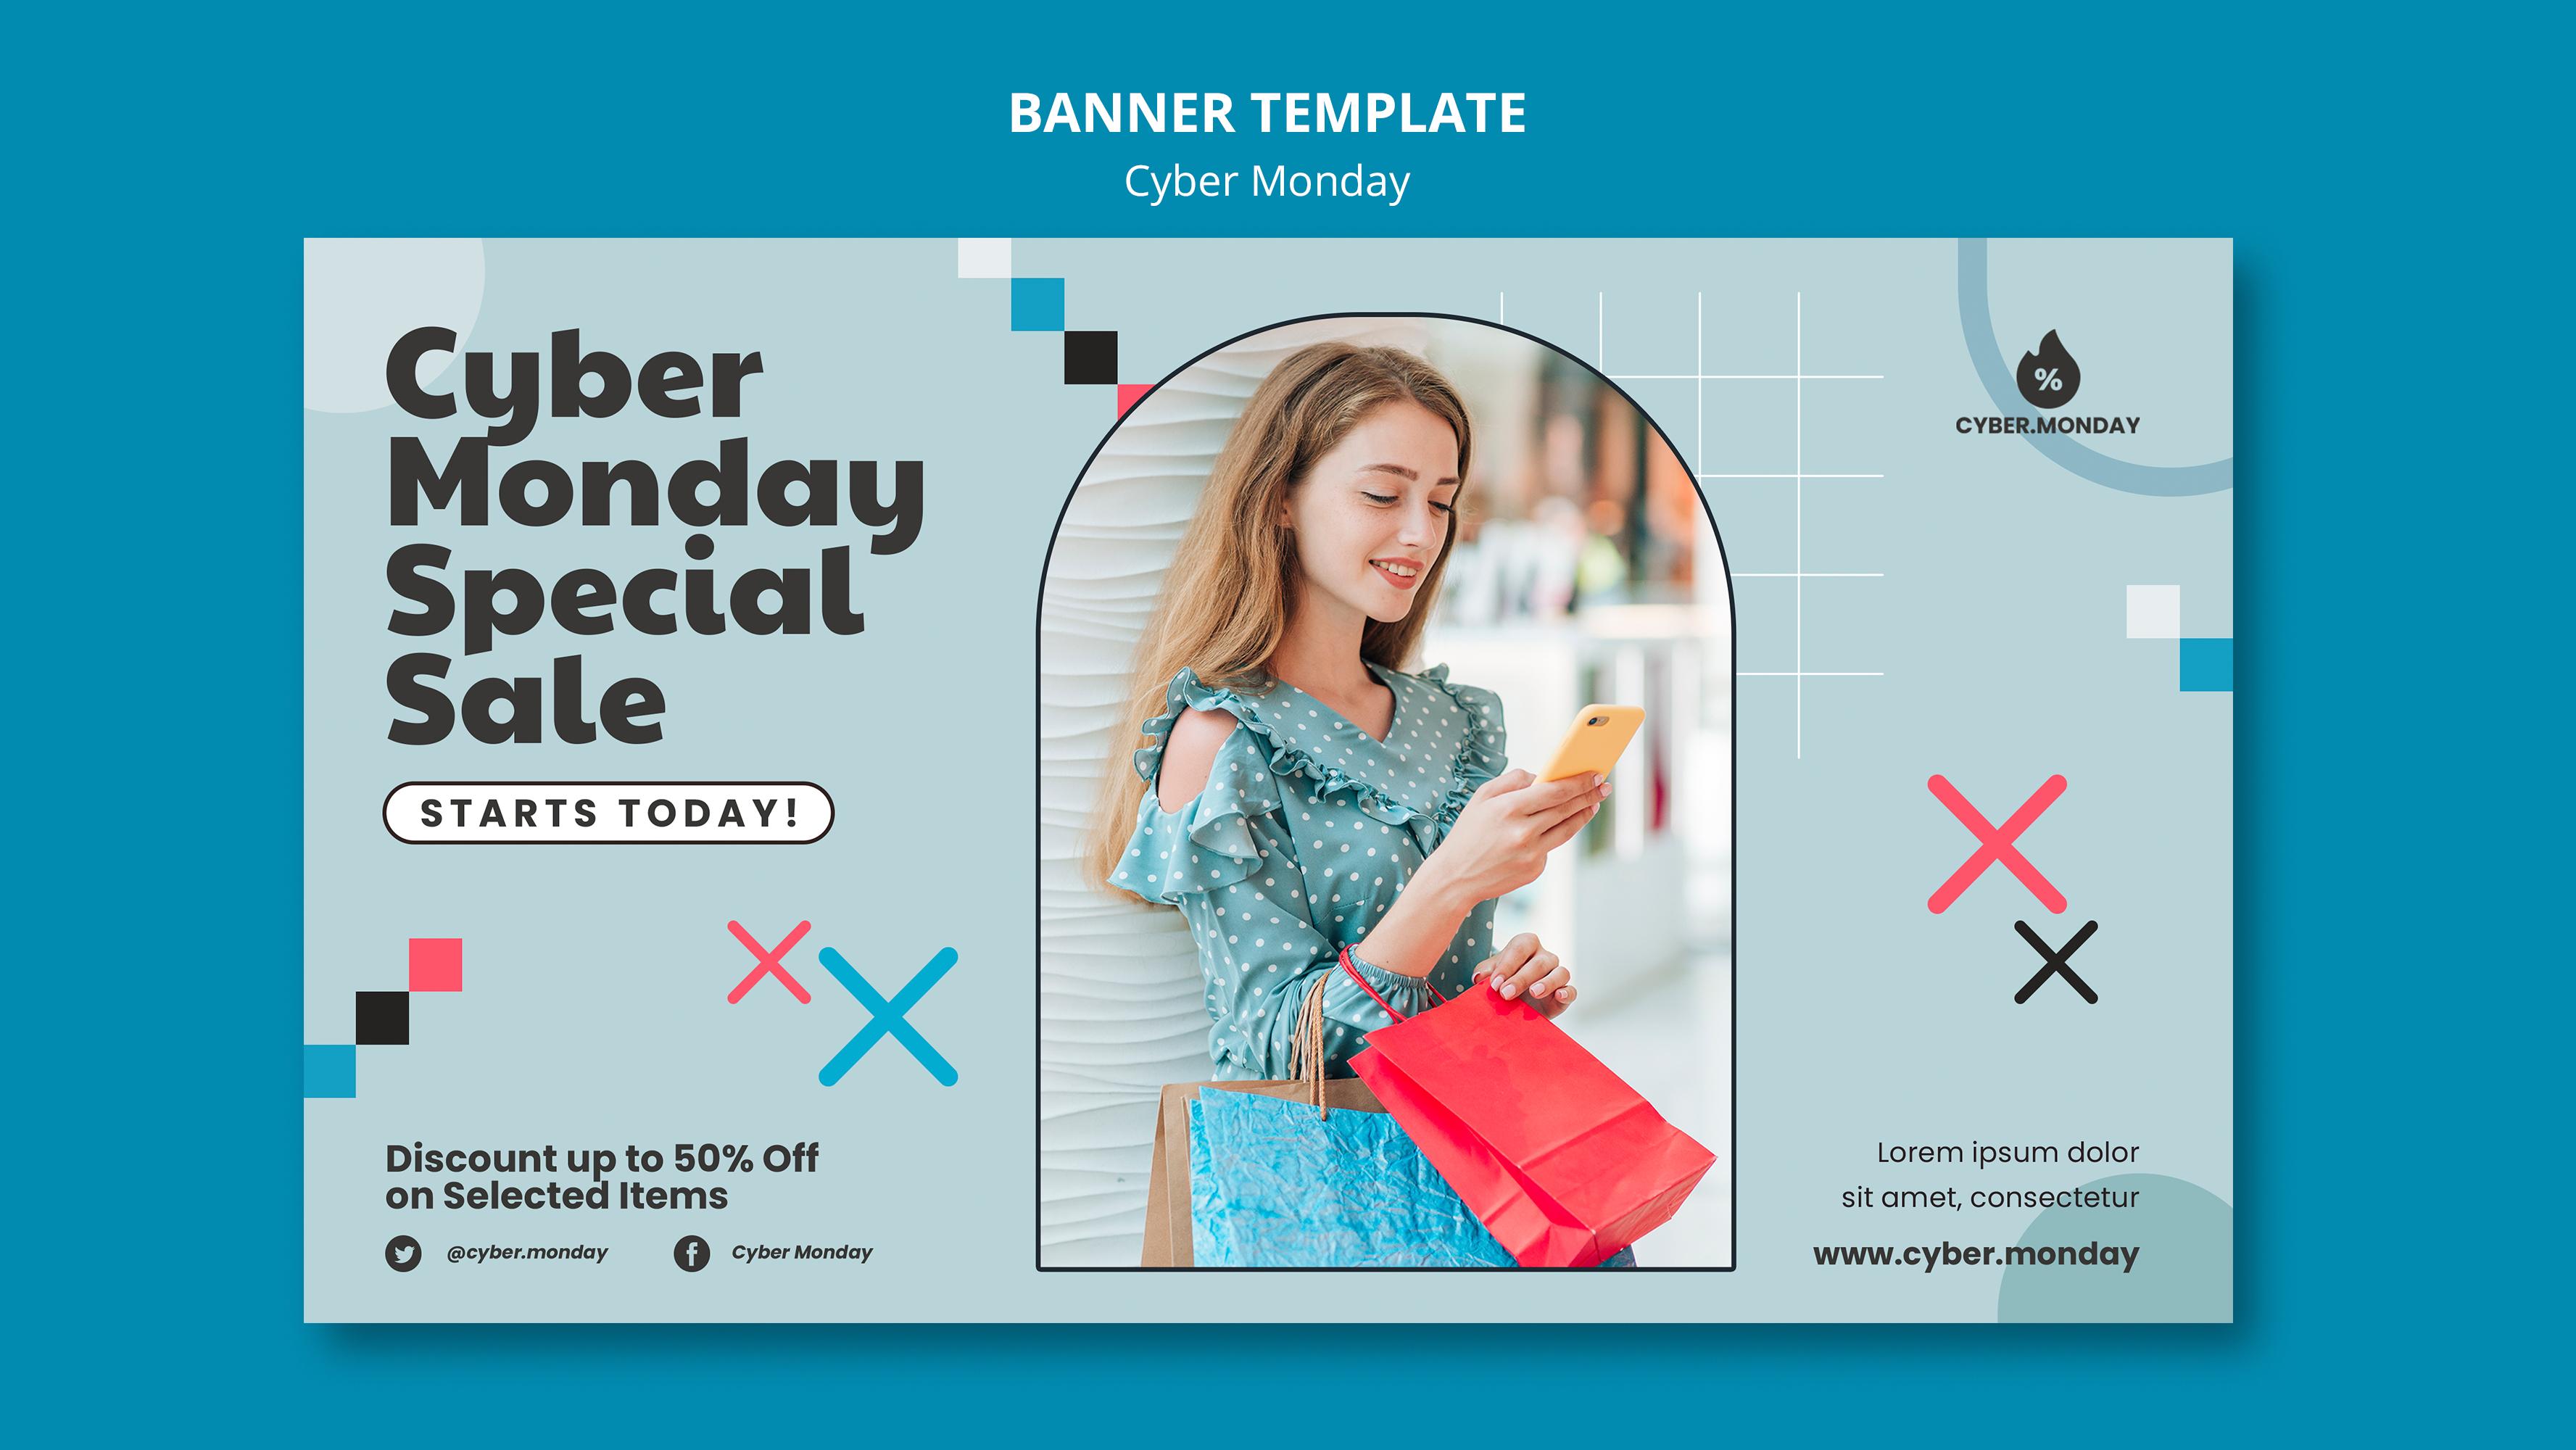 BANNER TEMPLATE
Cyber Monday
Cyber
Monday
Special
Sale
STARTS TODAY!
Discount up to 50% Off
on Selected Items
@cyber.monday
Cyber Monday
%
CYBER.MONDAY
Lorem ipsum dolor
sit amet, consectetur
www.cyber.monday